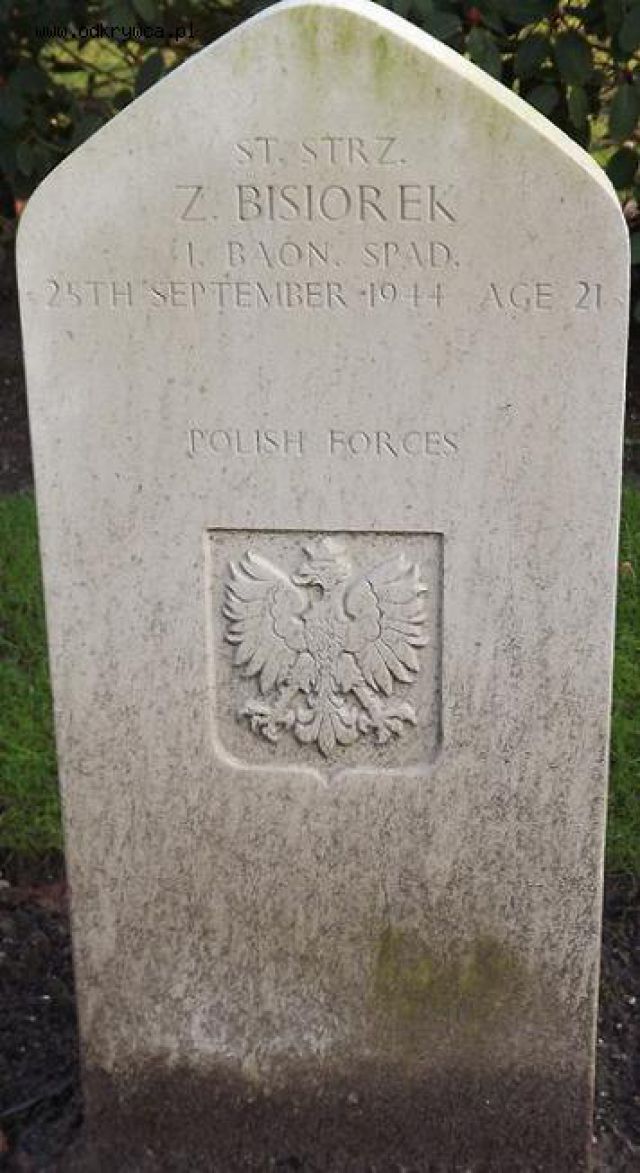 www.odkrywca.pl
ST. STRZ.
Z. BISIOREK
1. BAON. SPAD.
25TH SEPTEMBER 1944 AGE 21
POLISH FORCES